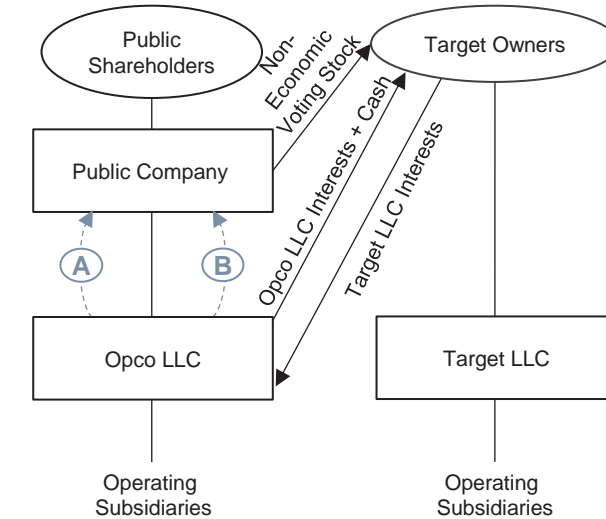 Public
Shareholders
Non-
Economic
Voting Stock
Target Owners
Public Company
Opco LLC Interests + Cash
Target LLC Interests
A
B
Opco LLC
Target LLC
Operating
Subsidiaries
Operating
Subsidiaries